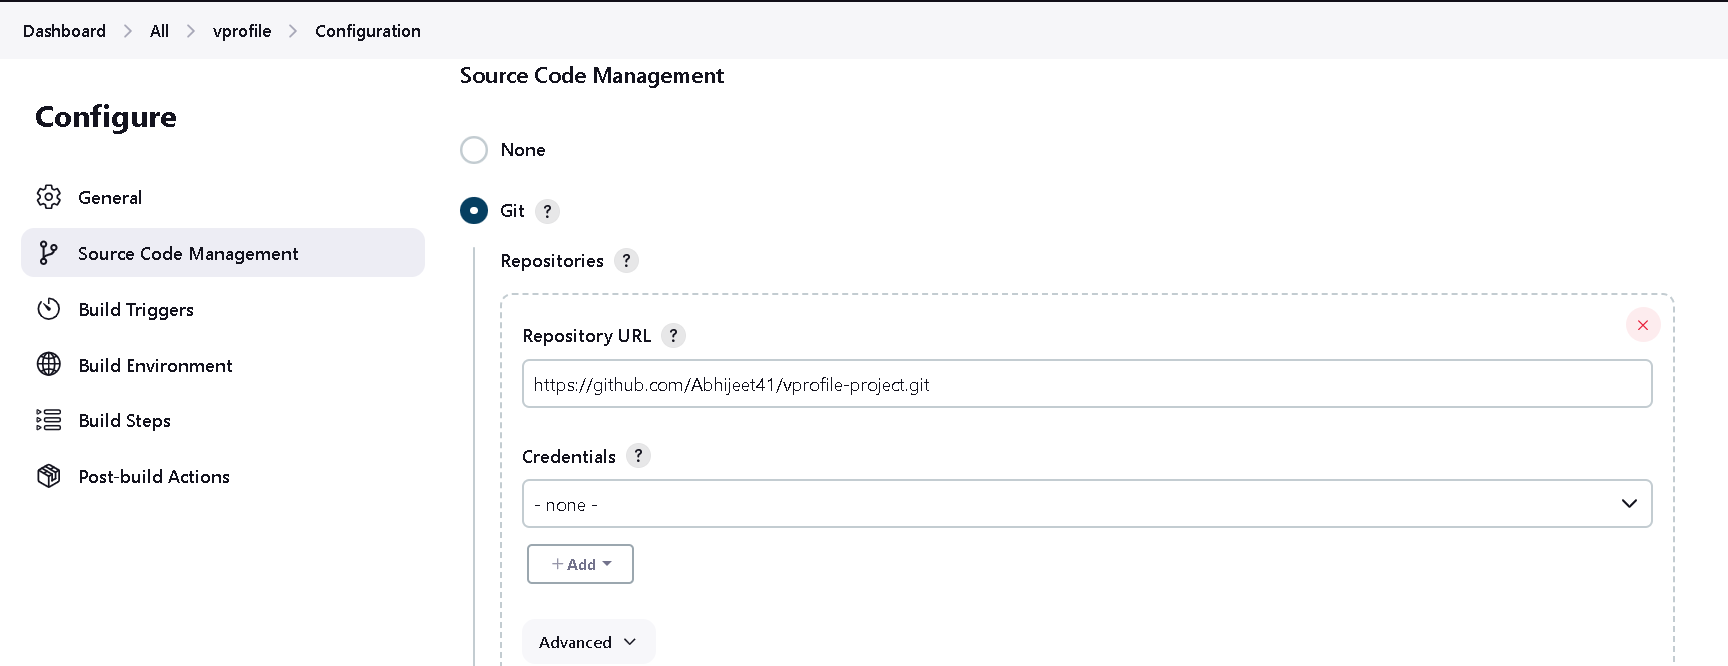 Dashboard > All > vprofile > Configuration
Source Code Management
Configure
None
General
Git ?
Source Code Management
Repositories ?
Build Triggers
Repository URL ?
Build Environment
https://github.com/Abhijeet41/vprofile-project.git
Build Steps
Credentials ?
Post-build Actions
- none -
+ Add
Advanced